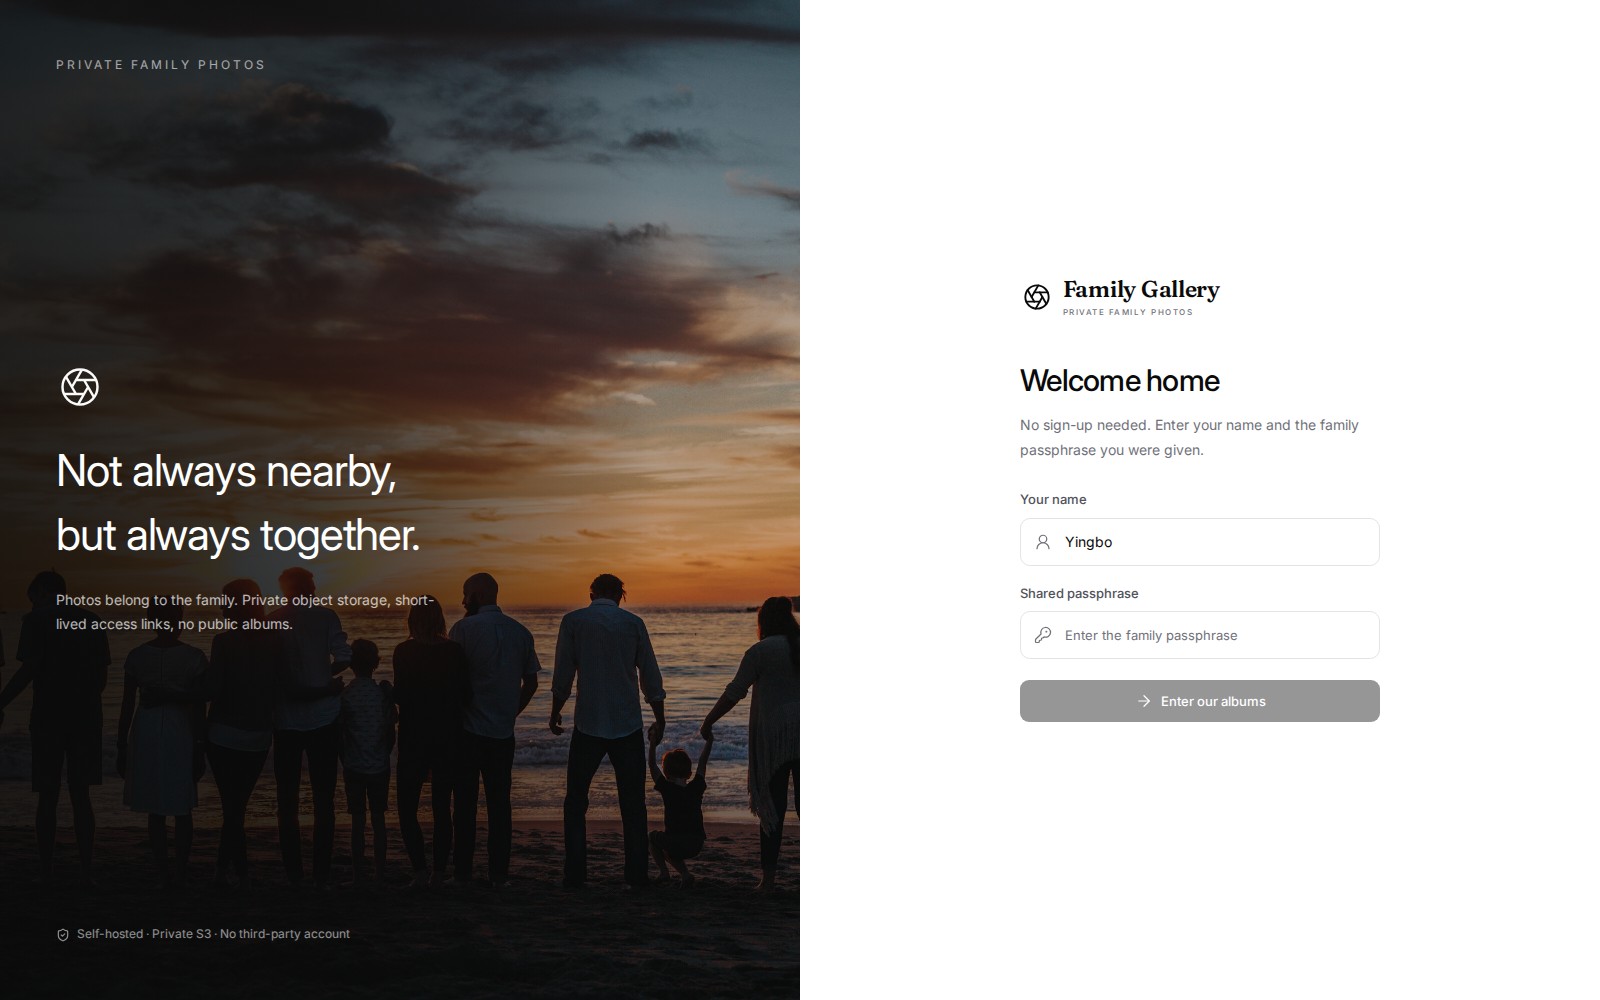 PRIVATE FAMILY PHOTOS
Not always nearby,
but always together.
Photos belong to the family. Private object storage, short-
lived access links, no public albums.
Self-hosted · Private S3 · No third-party account
Family Gallery
PRIVATE FAMILY PHOTOS
Welcome home
No sign-up needed. Enter your name and the family
passphrase you were given.
Your name
Yingbo
Shared passphrase
Enter the family passphrase
Enter our albums